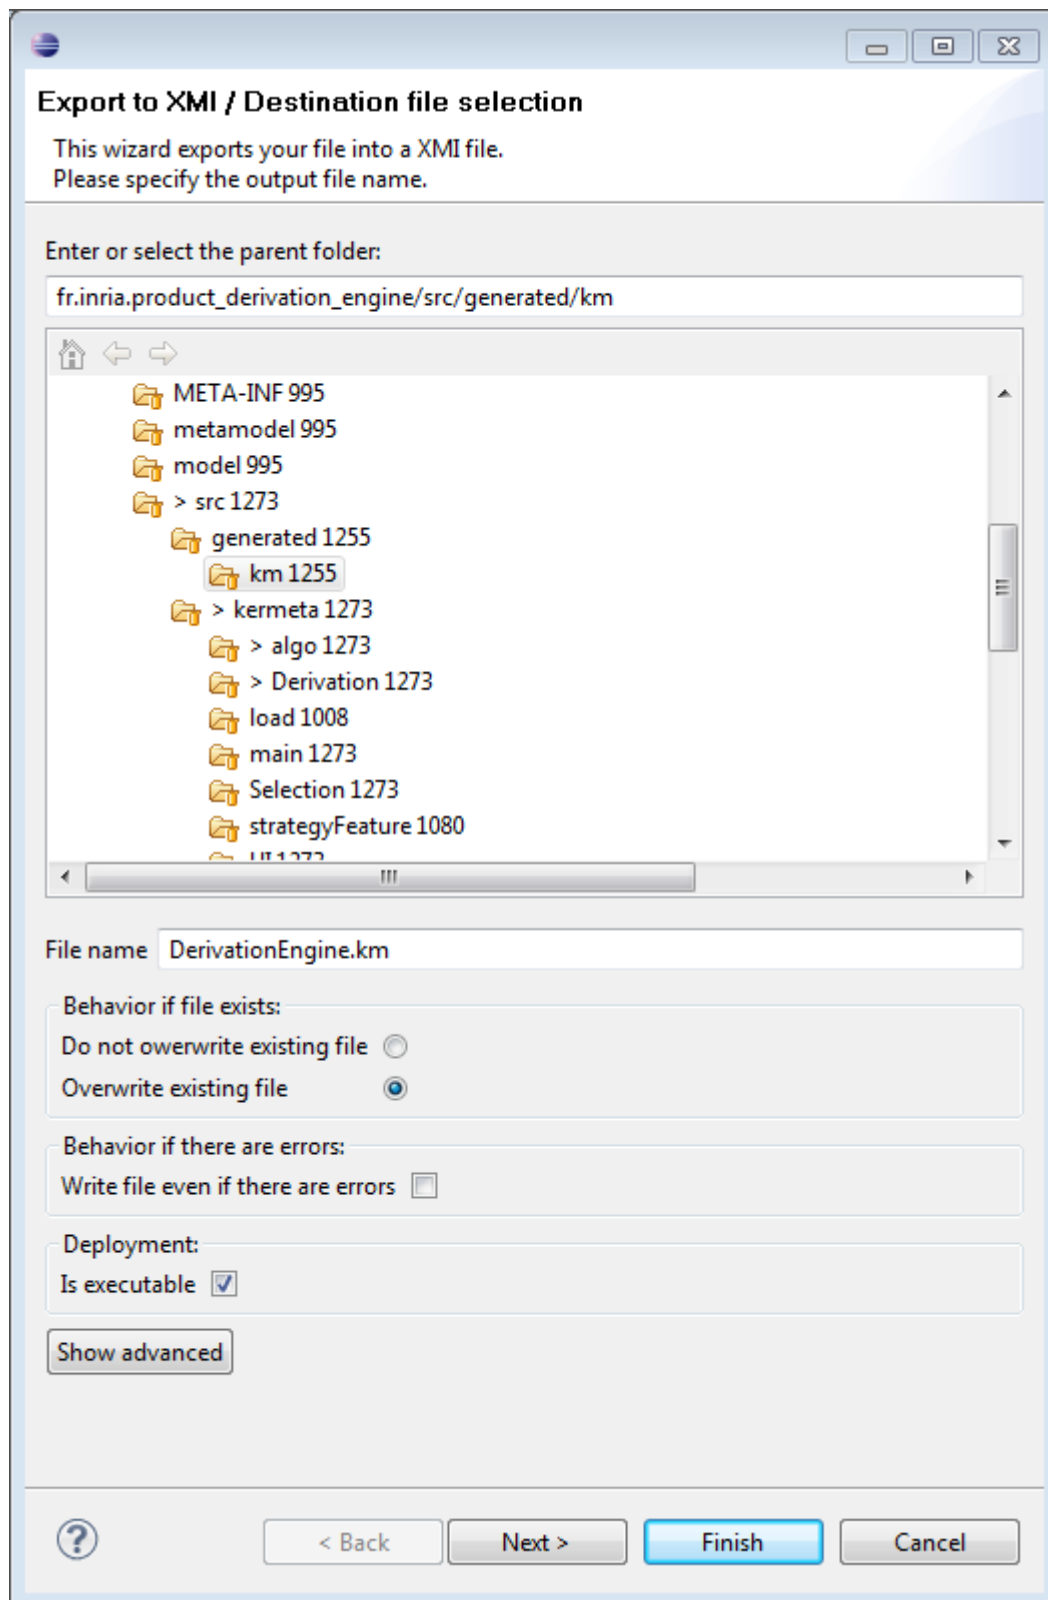 Export to XMI / Destination file selection
This wizard exports your file into a XMI file.
Please specify the output file name.
Enter or select the parent folder:
fr.inria.product_derivation_engine/src/generated/km
META-INF 995
metamodel 995
model 995
> src 1273
generated 1255
km 1255
> kermeta 1273
> algo 1273
> Derivation 1273
load 1008
main 1273
Selection 1273
strategyFeature 1080
UI 1273
File name DerivationEngine.km
Behavior if file exists:
Do not owerwrite existing file
Overwrite existing file
Behavior if there are errors:
Write file even if there are errors
Deployment:
Is executable
Show advanced
< Back Next > Finish Cancel